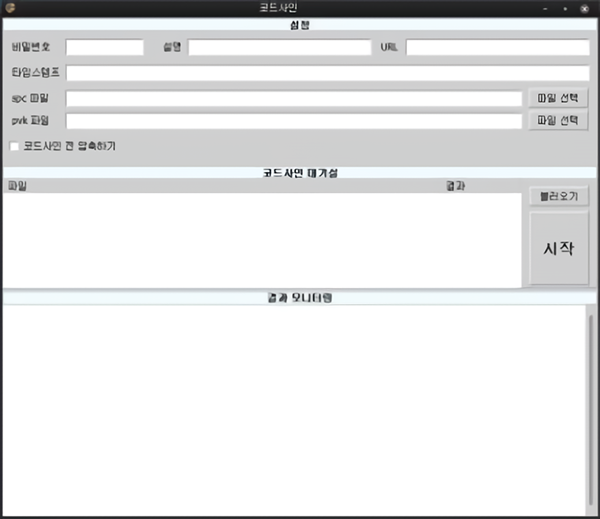 코드사인
설정
비밀번호 설명 URL
타임스탬프
spc 파일 파일 선택
pvk 파일 파일 선택
코드사인 전 압축하기
코드사인 대기실
파일 결과
불러오기
시작
결과 모니터링